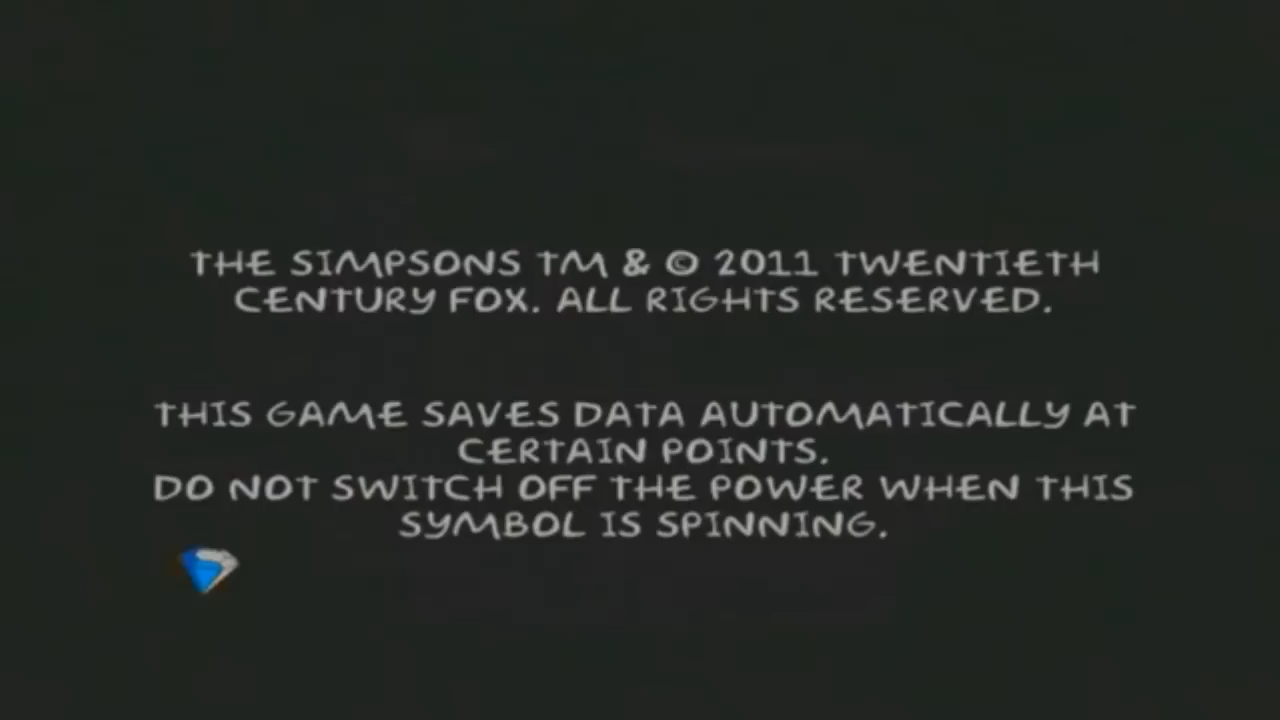 THE SIMPSONS TM & © 2011 TWENTIETH
CENTURY FOX. ALL RIGHTS RESERVED.
THIS GAME SAVES DATA AUTOMATICALLY AT
CERTAIN POINTS.
DO NOT SWITCH OFF THE POWER WHEN THIS
SYMBOL IS SPINNING.